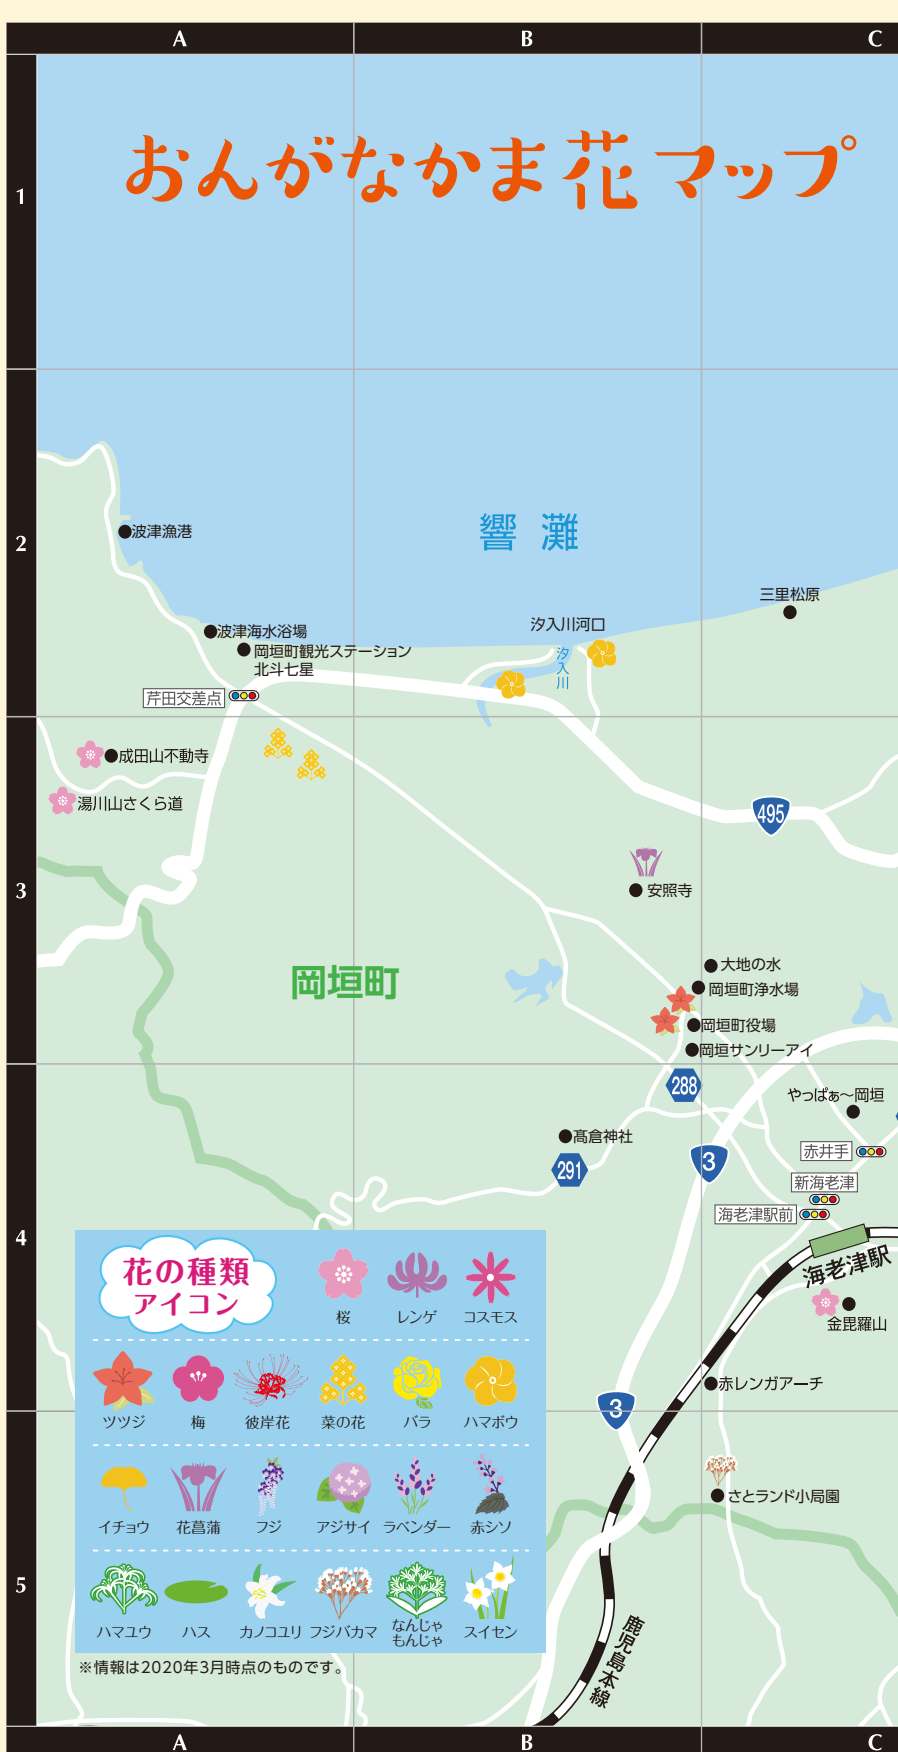 A
B
C
おんがなかま花マップ
1
2
響灘
波津漁港
三里松原
波津海水浴場
汐入川河口
岡垣町観光ステーション
北斗七星
汐入川
芹田交差点
成田山不動寺
湯川山さくら道
495
3
安照寺
大地の水
岡垣町
岡垣町浄水場
岡垣町役場
岡垣サンリーアイ
288
やっぱぁ〜岡垣
髙倉神社
赤井手
291
3
新海老津
海老津駅前
4
海老津駅
金毘羅山
赤レンガアーチ
3
さとランド小局園
5
鹿児島本線
花の種類
アイコン
桜
レンゲ
コスモス
ツツジ
梅
彼岸花
菜の花
バラ
ハマボウ
イチョウ
花菖蒲
フジ
アジサイ
ラベンダー
赤シソ
ハマユウ
ハス
カノコユリ
フジバカマ
なんじゃ
もんじゃ
スイセン
※情報は2020年3月時点のものです。
A
B
C